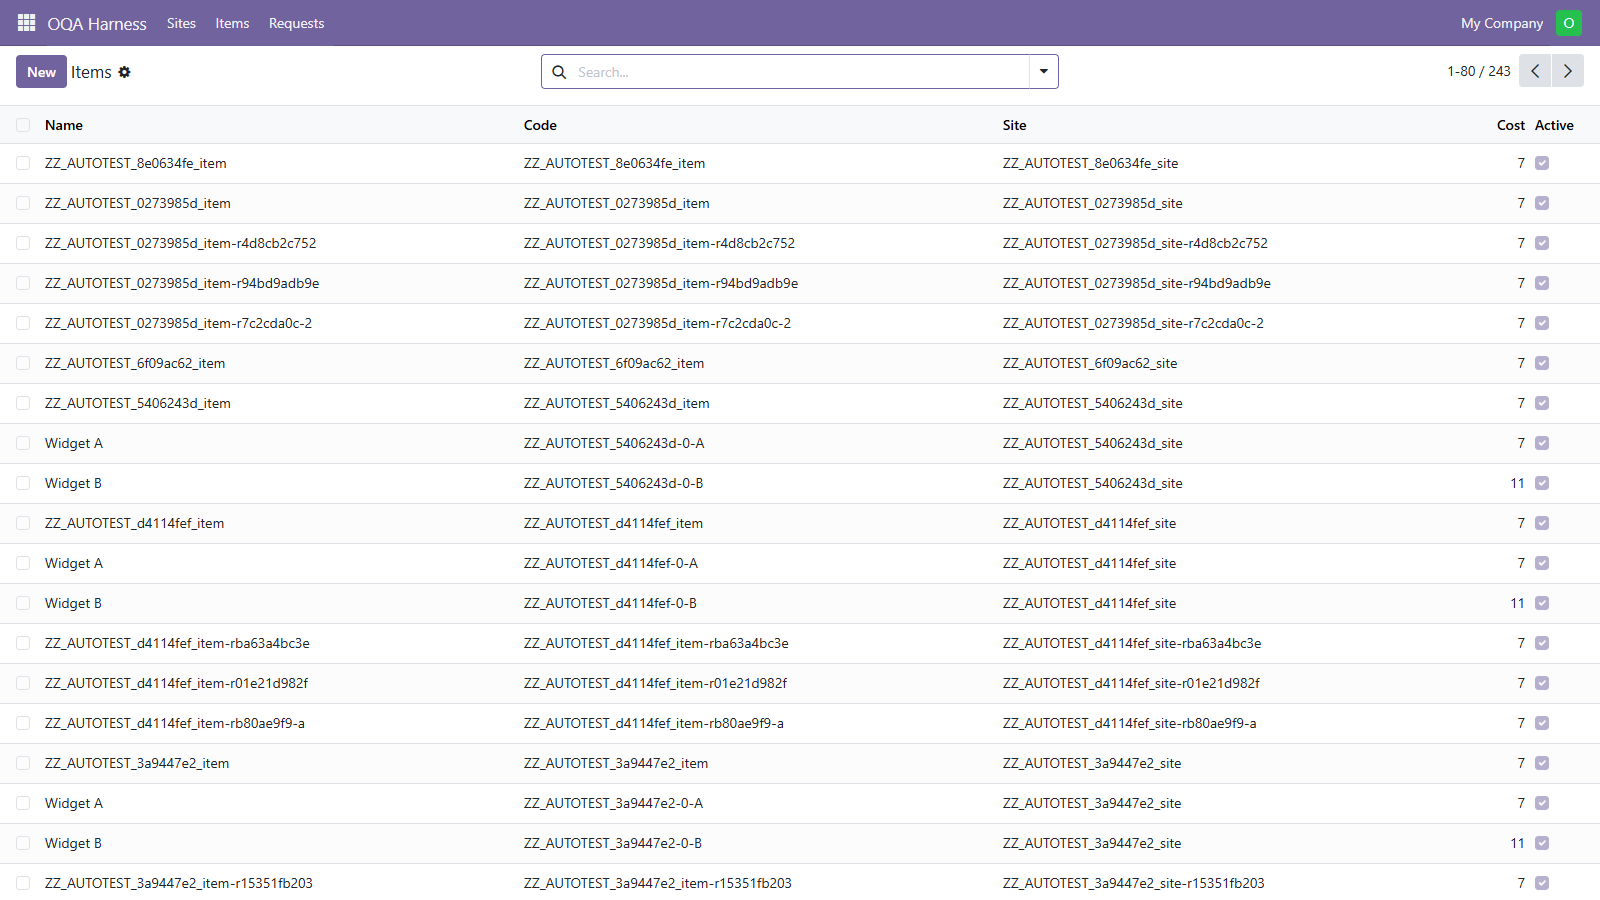 OQA Harness Sites Items Requests My Company O
New Items Search... 1-80 / 243
Name Code Site Cost Active
ZZ_AUTOTEST_8e0634fe_item ZZ_AUTOTEST_8e0634fe_item ZZ_AUTOTEST_8e0634fe_site 7
ZZ_AUTOTEST_0273985d_item ZZ_AUTOTEST_0273985d_item ZZ_AUTOTEST_0273985d_site 7
ZZ_AUTOTEST_0273985d_item-r4d8cb2c752 ZZ_AUTOTEST_0273985d_item-r4d8cb2c752 ZZ_AUTOTEST_0273985d_site-r4d8cb2c752 7
ZZ_AUTOTEST_0273985d_item-r94bd9adb9e ZZ_AUTOTEST_0273985d_item-r94bd9adb9e ZZ_AUTOTEST_0273985d_site-r94bd9adb9e 7
ZZ_AUTOTEST_0273985d_item-r7c2cda0c-2 ZZ_AUTOTEST_0273985d_item-r7c2cda0c-2 ZZ_AUTOTEST_0273985d_site-r7c2cda0c-2 7
ZZ_AUTOTEST_6f09ac62_item ZZ_AUTOTEST_6f09ac62_item ZZ_AUTOTEST_6f09ac62_site 7
ZZ_AUTOTEST_5406243d_item ZZ_AUTOTEST_5406243d_item ZZ_AUTOTEST_5406243d_site 7
Widget A ZZ_AUTOTEST_5406243d-0-A ZZ_AUTOTEST_5406243d_site 7
Widget B ZZ_AUTOTEST_5406243d-0-B ZZ_AUTOTEST_5406243d_site 11
ZZ_AUTOTEST_d4114fef_item ZZ_AUTOTEST_d4114fef_item ZZ_AUTOTEST_d4114fef_site 7
Widget A ZZ_AUTOTEST_d4114fef-0-A ZZ_AUTOTEST_d4114fef_site 7
Widget B ZZ_AUTOTEST_d4114fef-0-B ZZ_AUTOTEST_d4114fef_site 11
ZZ_AUTOTEST_d4114fef_item-rba63a4bc3e ZZ_AUTOTEST_d4114fef_item-rba63a4bc3e ZZ_AUTOTEST_d4114fef_site-rba63a4bc3e 7
ZZ_AUTOTEST_d4114fef_item-r01e21d982f ZZ_AUTOTEST_d4114fef_item-r01e21d982f ZZ_AUTOTEST_d4114fef_site-r01e21d982f 7
ZZ_AUTOTEST_d4114fef_item-rb80ae9f9-a ZZ_AUTOTEST_d4114fef_item-rb80ae9f9-a ZZ_AUTOTEST_d4114fef_site-rb80ae9f9-a 7
ZZ_AUTOTEST_3a9447e2_item ZZ_AUTOTEST_3a9447e2_item ZZ_AUTOTEST_3a9447e2_site 7
Widget A ZZ_AUTOTEST_3a9447e2-0-A ZZ_AUTOTEST_3a9447e2_site 7
Widget B ZZ_AUTOTEST_3a9447e2-0-B ZZ_AUTOTEST_3a9447e2_site 11
ZZ_AUTOTEST_3a9447e2_item-r15351fb203 ZZ_AUTOTEST_3a9447e2_item-r15351fb203 ZZ_AUTOTEST_3a9447e2_site-r15351fb203 7